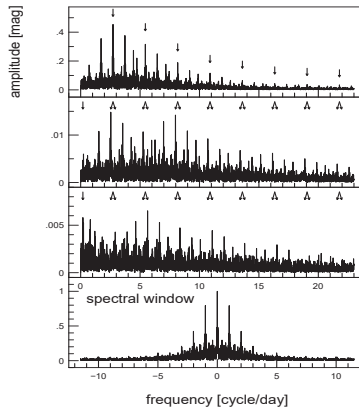 amplitude [mag]
.4
.2
0
.01
0
.005
0
0 5 10 15 20
spectral window
1
.5
0
-10 -5 0 5 10
frequency [cycle/day]